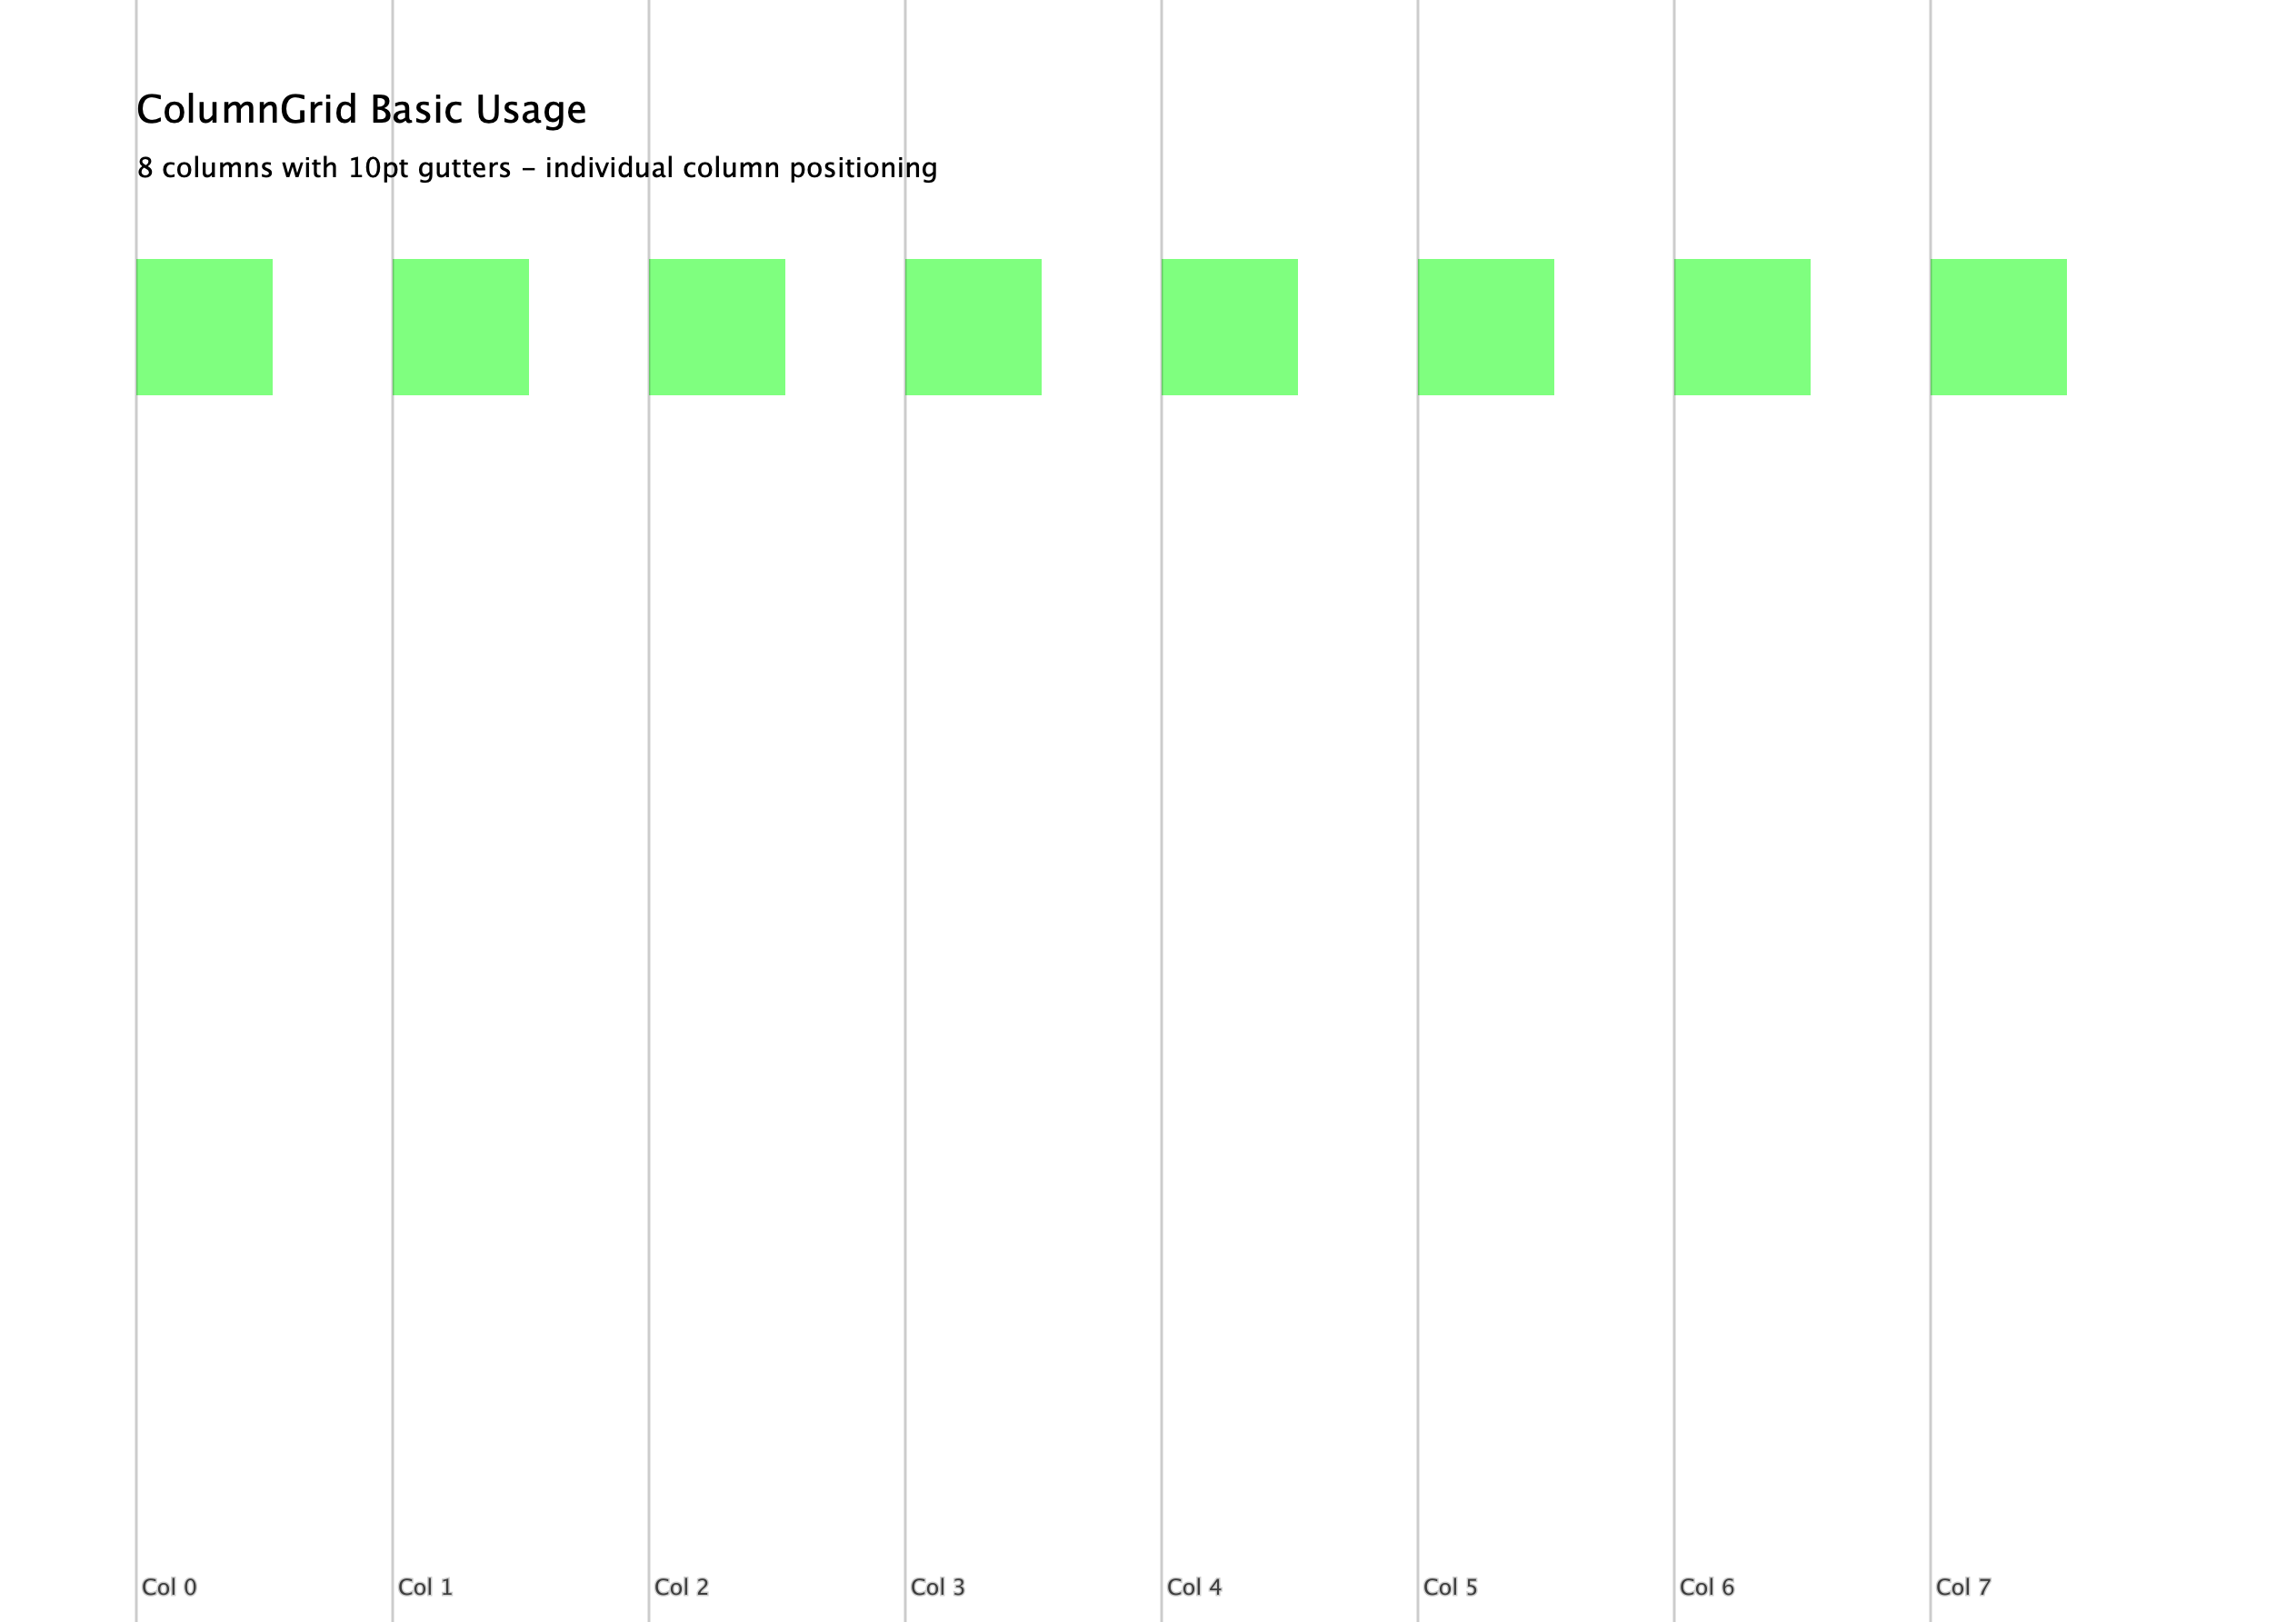 ColumnGrid Basic Usage
8 columns with 10pt gutters – individual column positioning
Col 0
Col 1
Col 2
Col 3
Col 4
Col 5
Col 6
Col 7